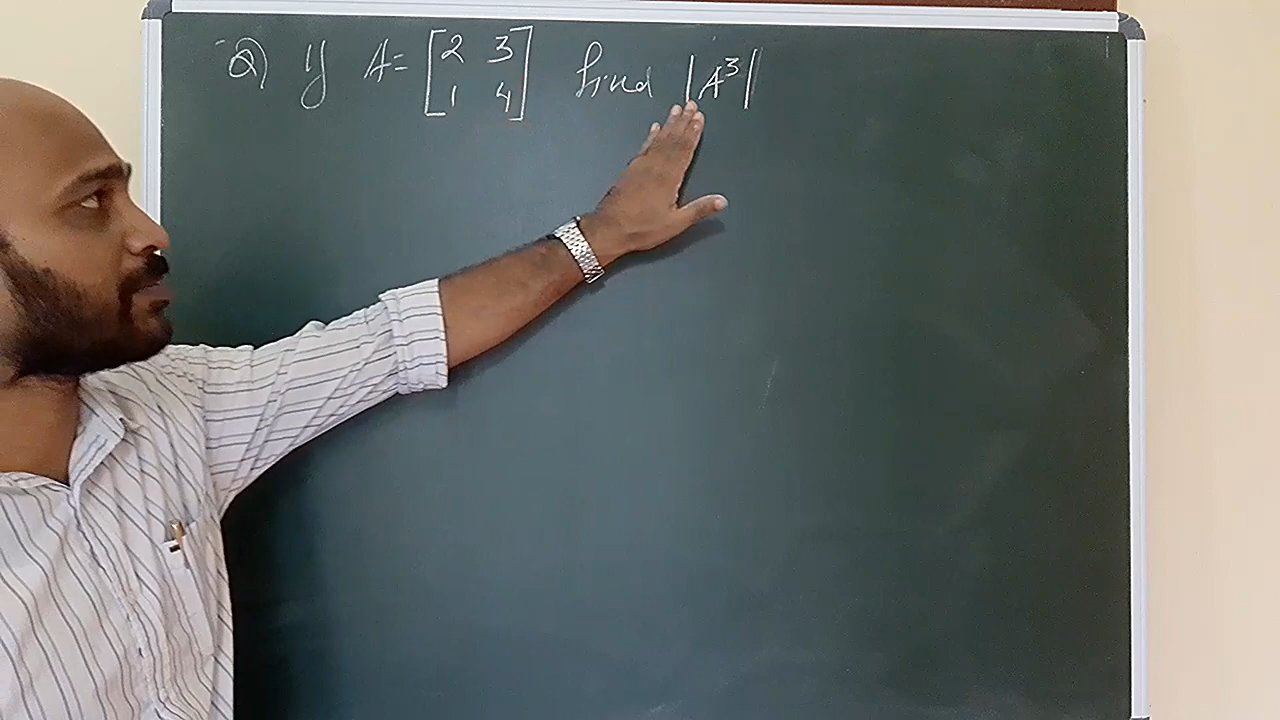 Q) If A = [2 3 1 4] find |A³|